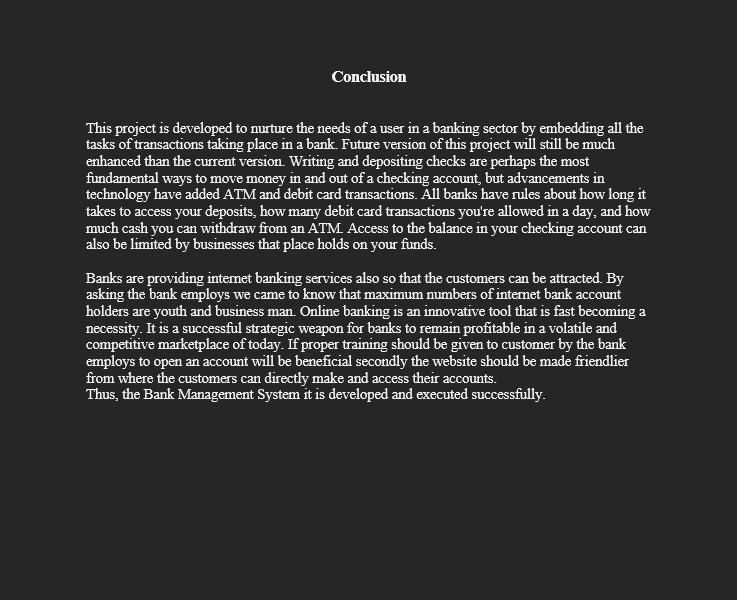 Conclusion
This project is developed to nurture the needs of a user in a banking sector by embedding all the
tasks of transactions taking place in a bank. Future version of this project will still be much
enhanced than the current version. Writing and depositing checks are perhaps the most
fundamental ways to move money in and out of a checking account, but advancements in
technology have added ATM and debit card transactions. All banks have rules about how long it
takes to access your deposits, how many debit card transactions you're allowed in a day, and how
much cash you can withdraw from an ATM. Access to the balance in your checking account can
also be limited by businesses that place holds on your funds.
Banks are providing internet banking services also so that the customers can be attracted. By
asking the bank employs we came to know that maximum numbers of internet bank account
holders are youth and business man. Online banking is an innovative tool that is fast becoming a
necessity. It is a successful strategic weapon for banks to remain profitable in a volatile and
competitive marketplace of today. If proper training should be given to customer by the bank
employs to open an account will be beneficial secondly the website should be made friendlier
from where the customers can directly make and access their accounts.
Thus, the Bank Management System it is developed and executed successfully.